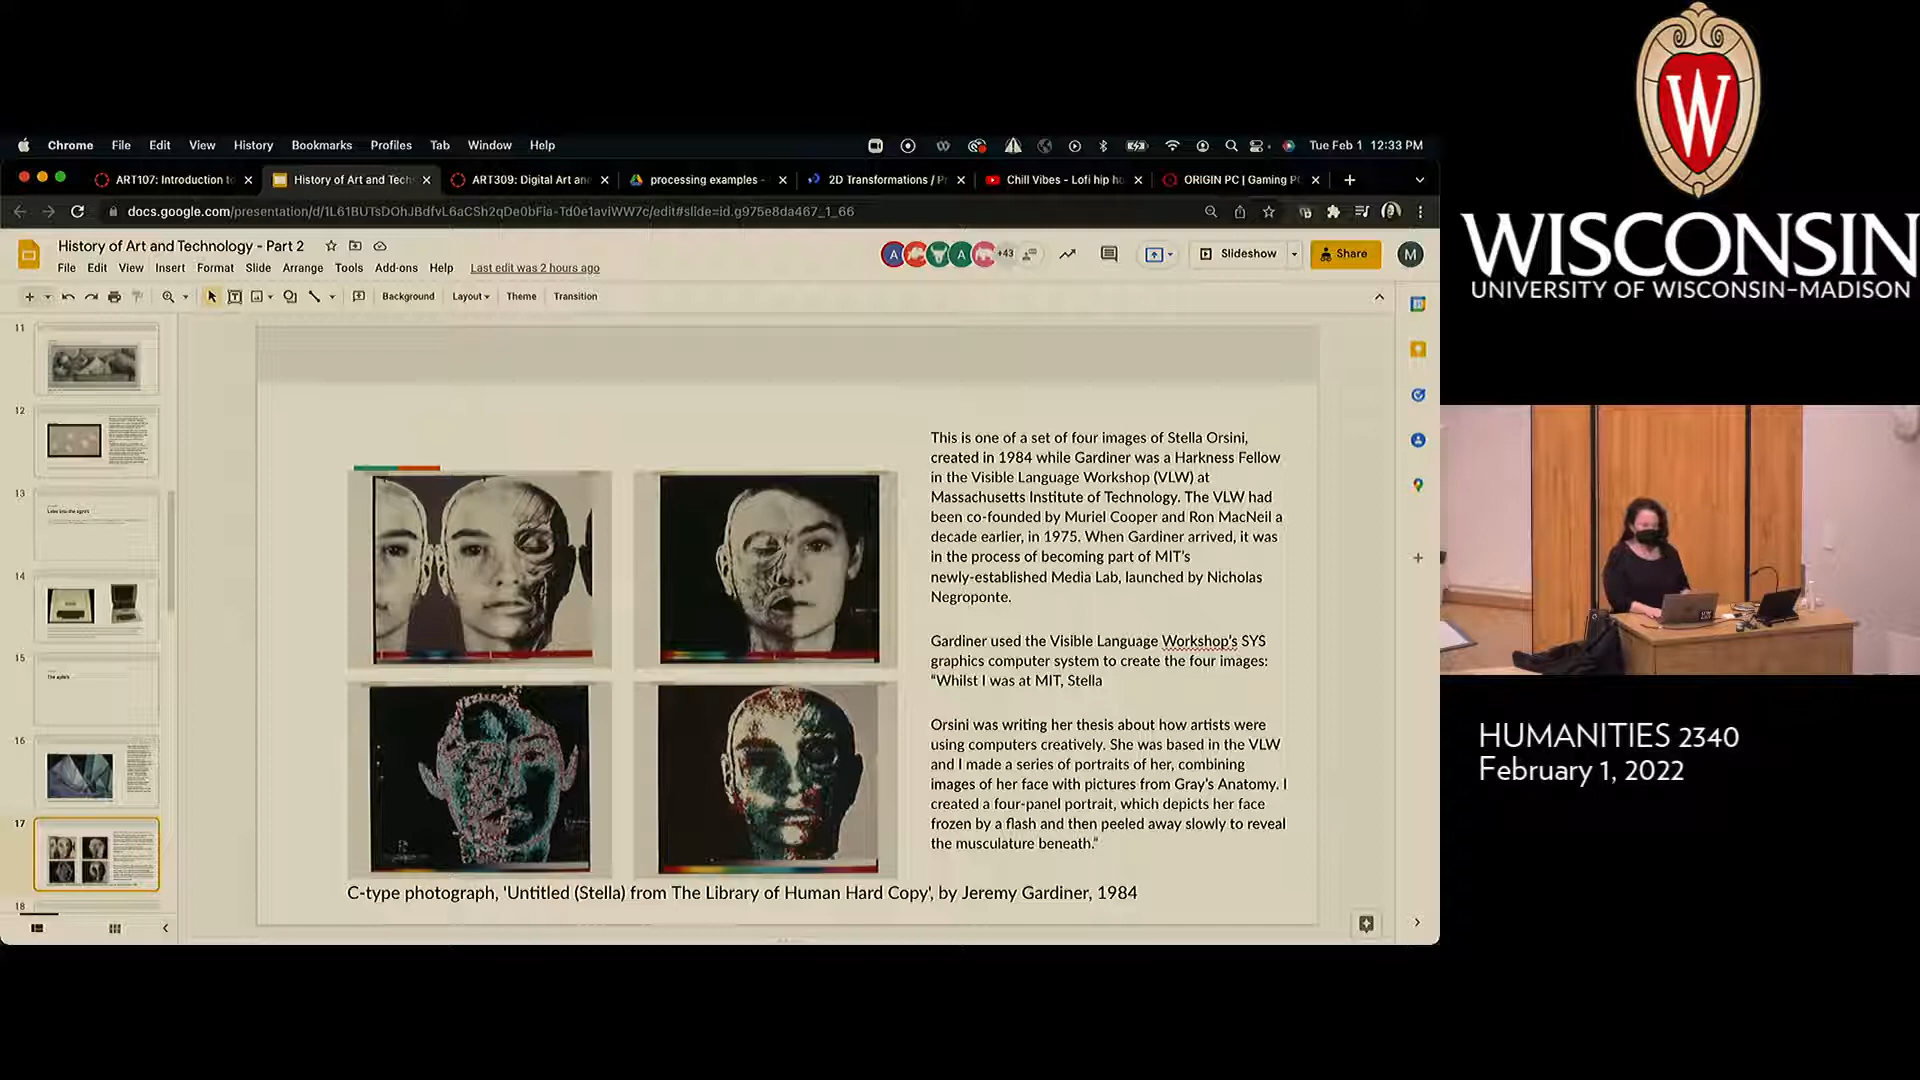 Chrome File Edit View History Bookmarks Profiles Tab Window Help Tue Feb 1 12:33 PM
ART107: Introduction to History of Art and Tech ART309: Digital Art and processing examples - 2D Transformations / P Chill Vibes - Lofi hip h ORIGIN PC | Gaming P
docs.google.com/presentation/d/1L61BUTsDOhJBdfvL6aCSh2qDe0bFia-Td0e1aviWW7c/edit#slide=id.g975e8da467_1_66
History of Art and Technology - Part 2
A A +43 Slideshow Share M
File Edit View Insert Format Slide Arrange Tools Add-ons Help Last edit was 2 hours ago
Background Layout Theme Transition
11
12
13
14
15
16
17
18
This is one of a set of four images of Stella Orsini,
created in 1984 while Gardiner was a Harkness Fellow
in the Visible Language Workshop (VLW) at
Massachusetts Institute of Technology. The VLW had
been co-founded by Muriel Cooper and Ron MacNeil a
decade earlier, in 1975. When Gardiner arrived, it was
in the process of becoming part of MIT's
newly-established Media Lab, launched by Nicholas
Negroponte.
Gardiner used the Visible Language Workshop's SYS
graphics computer system to create the four images:
“Whilst I was at MIT, Stella
Orsini was writing her thesis about how artists were
using computers creatively. She was based in the VLW
and I made a series of portraits of her, combining
images of her face with pictures from Gray's Anatomy. I
created a four-panel portrait, which depicts her face
frozen by a flash and then peeled away slowly to reveal
the musculature beneath.”
C-type photograph, 'Untitled (Stella) from The Library of Human Hard Copy', by Jeremy Gardiner, 1984
W
WISCONSIN
UNIVERSITY OF WISCONSIN–MADISON
HUMANITIES 2340
February 1, 2022